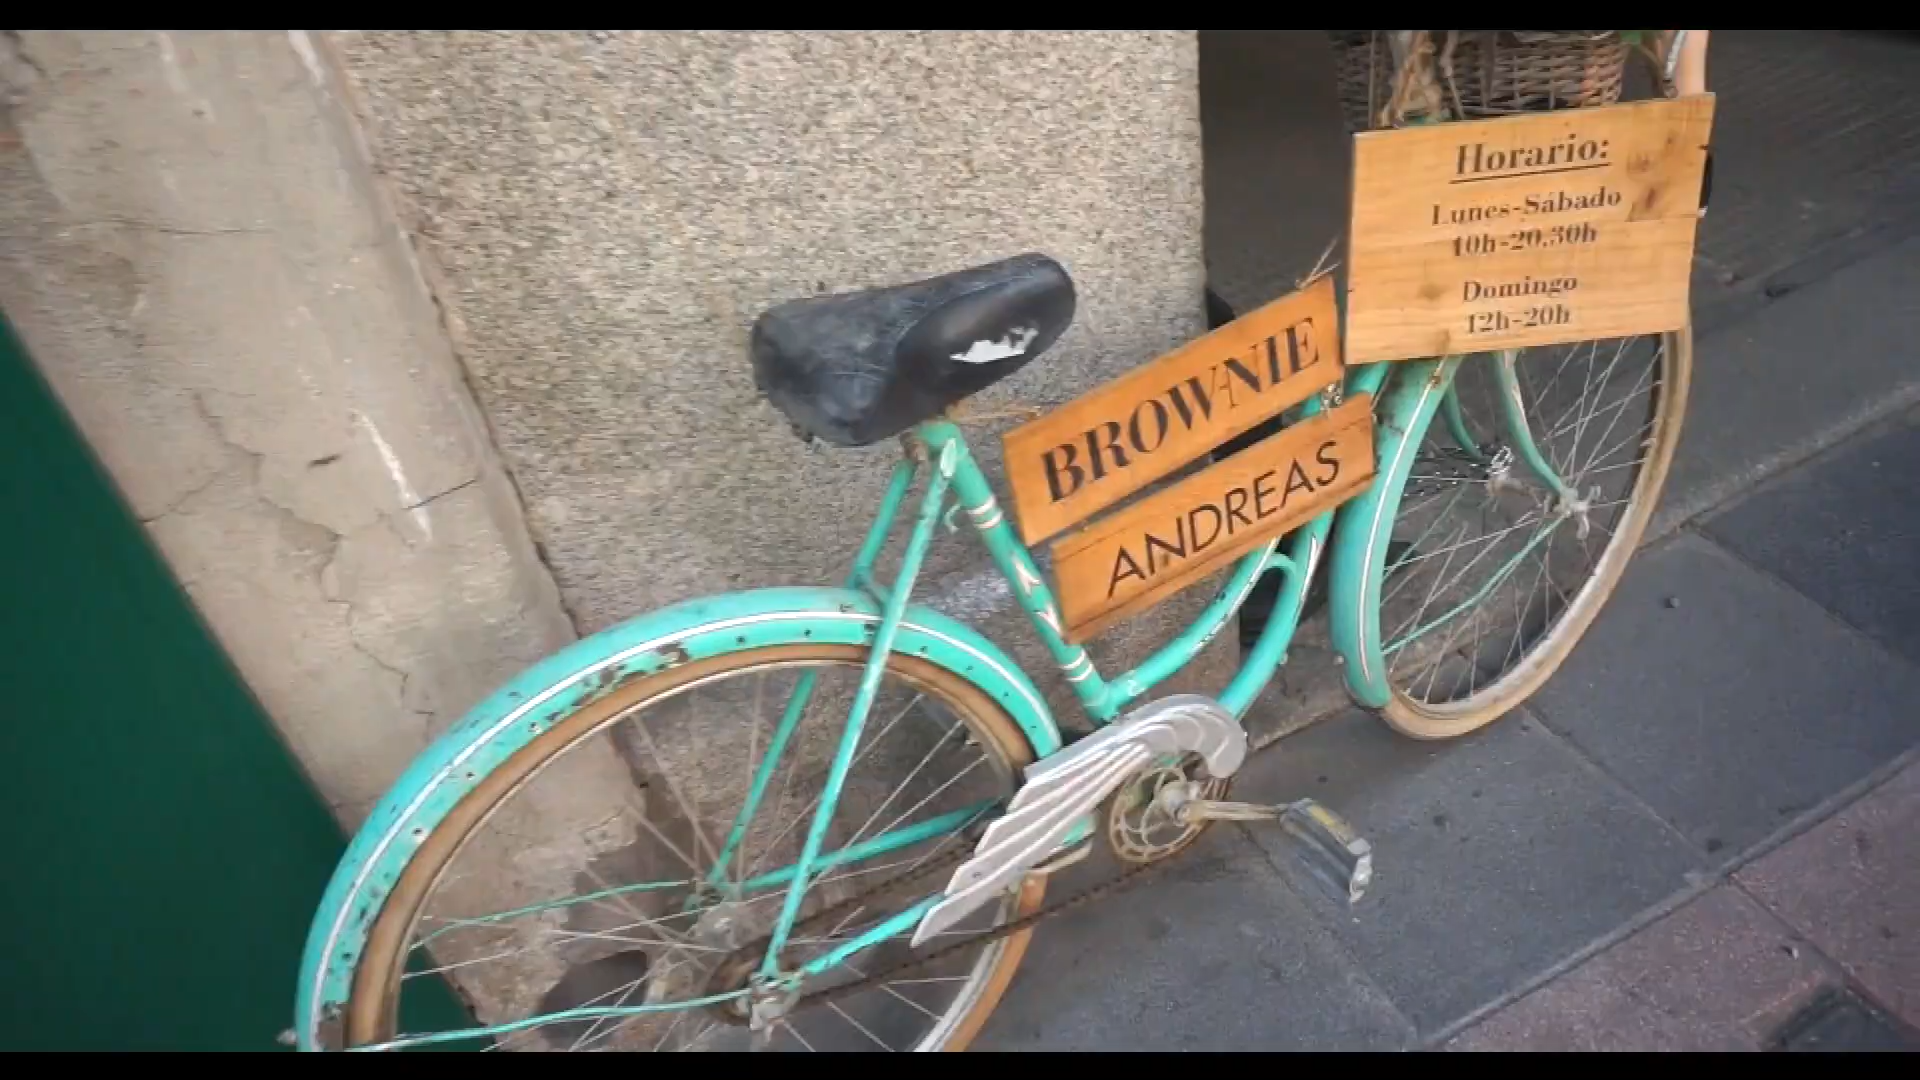 Horario:
Lunes-Sábado
10h-20.30h
Domingo
12h-20h
BROWNIE
ANDREAS